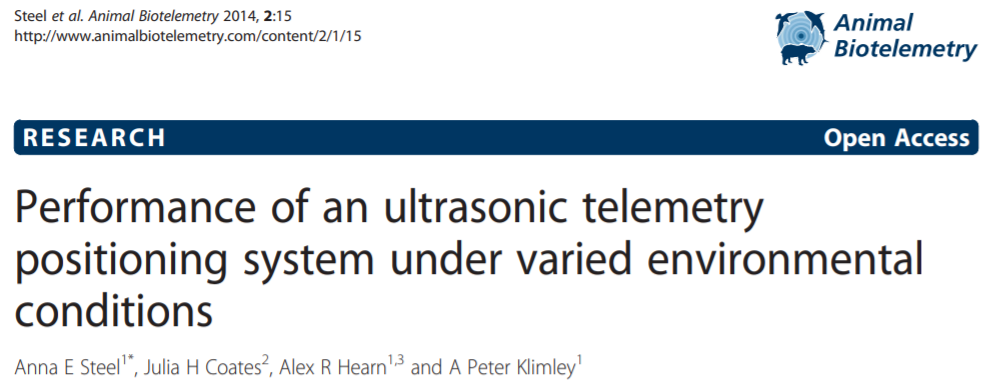 Steel et al. Animal Biotelemetry 2014, 2:15
http://www.animalbiotelemetry.com/content/2/1/15
Animal
Biotelemetry
RESEARCH
Open Access
Performance of an ultrasonic telemetry
positioning system under varied environmental
conditions
Anna E Steel1*, Julia H Coates2, Alex R Hearn1,3 and A Peter Klimley1